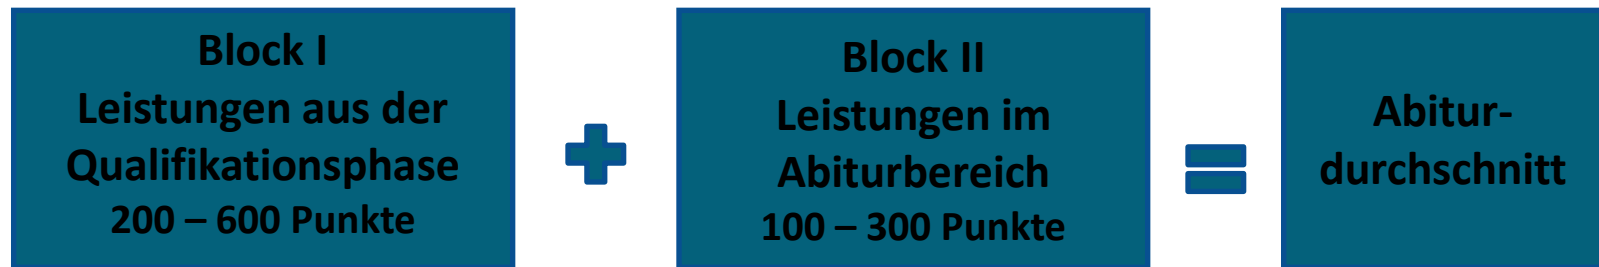 Block I
Leistungen aus der
Qualifikationsphase
200 – 600 Punkte
Block II
Leistungen im
Abiturbereich
100 – 300 Punkte
Abitur-
durchschnitt